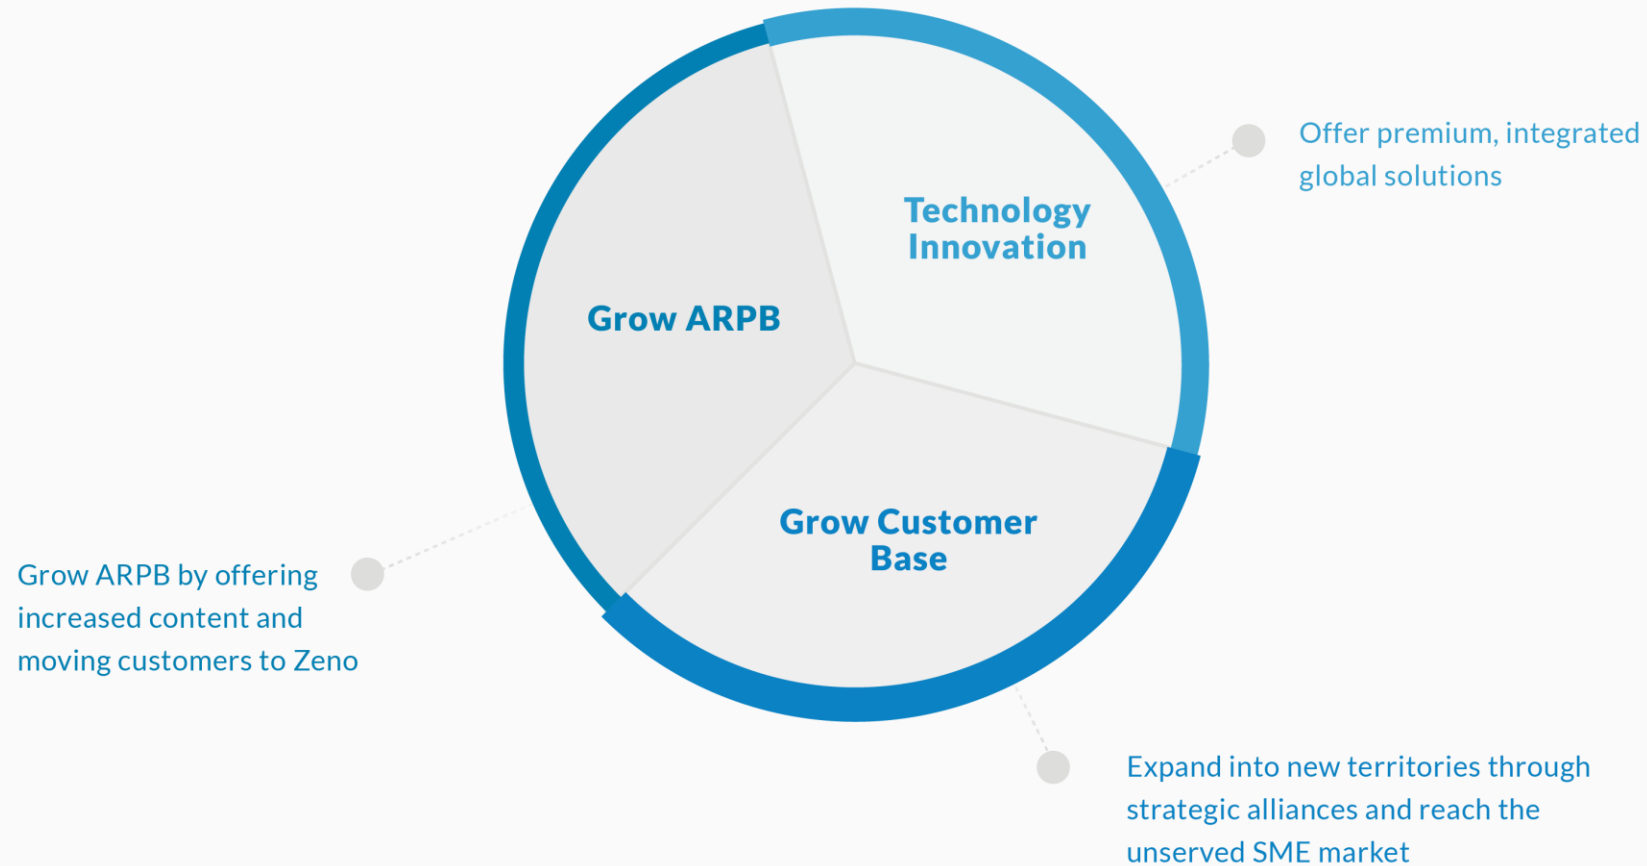 Offer premium, integrated
global solutions
Technology
Innovation
Grow ARPB
Grow Customer
Base
Grow ARPB by offering
increased content and
moving customers to Zeno
Expand into new territories through
strategic alliances and reach the
unserved SME market